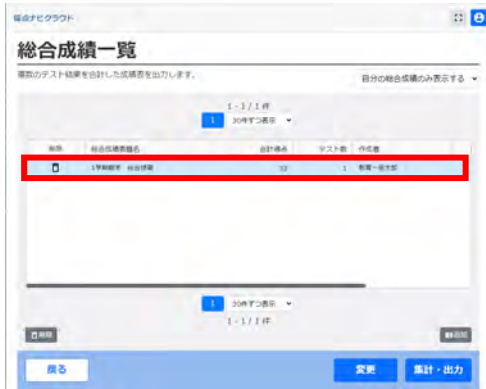 採点ナビクラウド
総合成績一覧
複数のテスト結果を合計した成績表を出力します。
自分の総合成績のみ表示する
1 - 1 / 1 件
1 30件ずつ表示
削除 総合成績表題名 合計得点 テスト数 作成者
1学期期末 総合成績 1
1 30件ずつ表示
1 - 1 / 1 件
削除 追加
戻る 変更 集計・出力